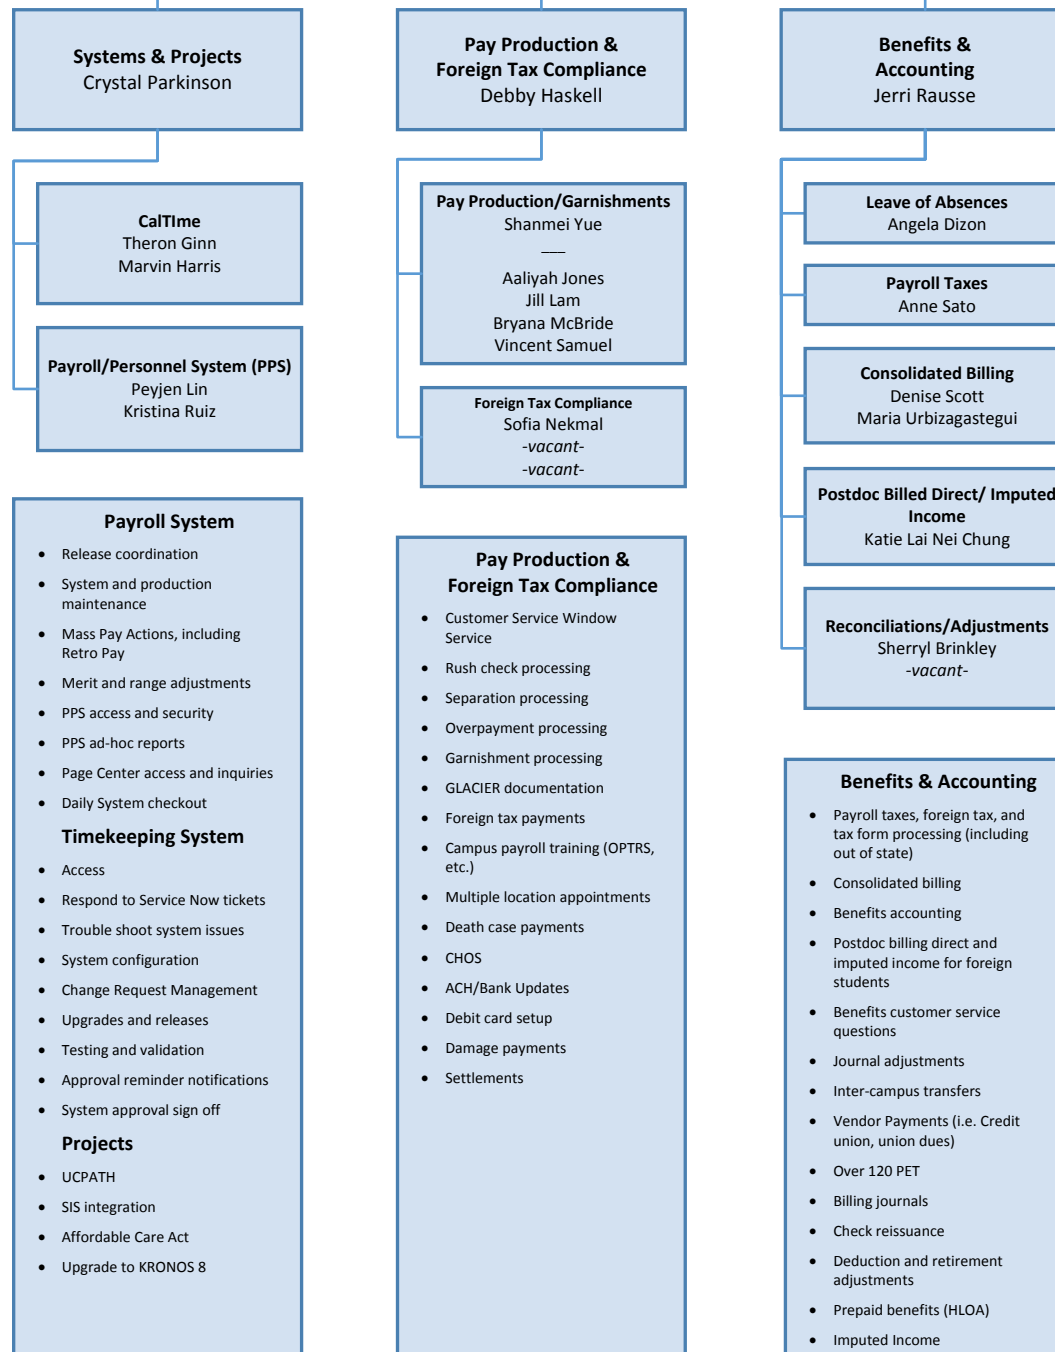 Systems & Projects
Crystal Parkinson
CalTIme
Theron Ginn
Marvin Harris
Payroll/Personnel System (PPS)
Peyjen Lin
Kristina Ruiz
Payroll System
• Release coordination
• System and production
maintenance
• Mass Pay Actions, including
Retro Pay
• Merit and range adjustments
• PPS access and security
• PPS ad-hoc reports
• Page Center access and inquiries
• Daily System checkout
Timekeeping System
• Access
• Respond to Service Now tickets
• Trouble shoot system issues
• System configuration
• Change Request Management
• Upgrades and releases
• Testing and validation
• Approval reminder notifications
• System approval sign off
Projects
• UCPATH
• SIS integration
• Affordable Care Act
• Upgrade to KRONOS 8
Pay Production &
Foreign Tax Compliance
Debby Haskell
Pay Production/Garnishments
Shanmei Yue
___
Aaliyah Jones
Jill Lam
Bryana McBride
Vincent Samuel
Foreign Tax Compliance
Sofia Nekmal
-vacant-
-vacant-
Pay Production &
Foreign Tax Compliance
• Customer Service Window
Service
• Rush check processing
• Separation processing
• Overpayment processing
• Garnishment processing
• GLACIER documentation
• Foreign tax payments
• Campus payroll training (OPTRS,
etc.)
• Multiple location appointments
• Death case payments
• CHOS
• ACH/Bank Updates
• Debit card setup
• Damage payments
• Settlements
Benefits &
Accounting
Jerri Rausse
Leave of Absences
Angela Dizon
Payroll Taxes
Anne Sato
Consolidated Billing
Denise Scott
Maria Urbizagastegui
Postdoc Billed Direct/ Imputed
Income
Katie Lai Nei Chung
Reconciliations/Adjustments
Sherryl Brinkley
-vacant-
Benefits & Accounting
• Payroll taxes, foreign tax, and
tax form processing (including
out of state)
• Consolidated billing
• Benefits accounting
• Postdoc billing direct and
imputed income for foreign
students
• Benefits customer service
questions
• Journal adjustments
• Inter-campus transfers
• Vendor Payments (i.e. Credit
union, union dues)
• Over 120 PET
• Billing journals
• Check reissuance
• Deduction and retirement
adjustments
• Prepaid benefits (HLOA)
• Imputed Income